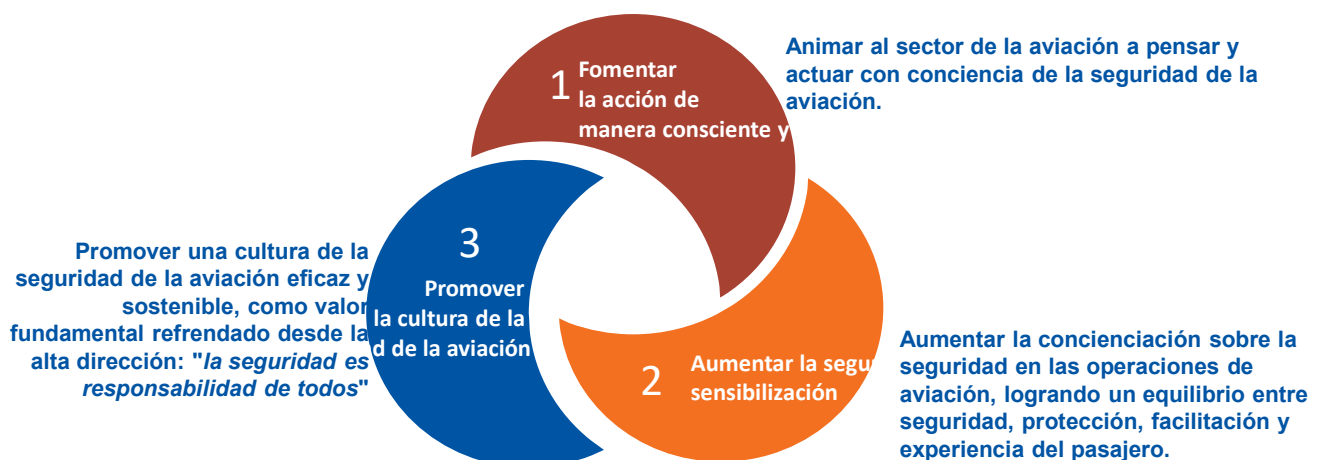 1
Fomentar
la acción de
manera consciente y
Animar al sector de la aviación a pensar y
actuar con conciencia de la seguridad de la
aviación.
2
Aumentar la segu
sensibilización
Aumentar la concienciación sobre la
seguridad en las operaciones de
aviación, logrando un equilibrio entre
seguridad, protección, facilitación y
experiencia del pasajero.
3
Promover
la cultura de la
d de la aviación
Promover una cultura de la
seguridad de la aviación eficaz y
sostenible, como valor
fundamental refrendado desde la
alta dirección: "la seguridad es
responsabilidad de todos"